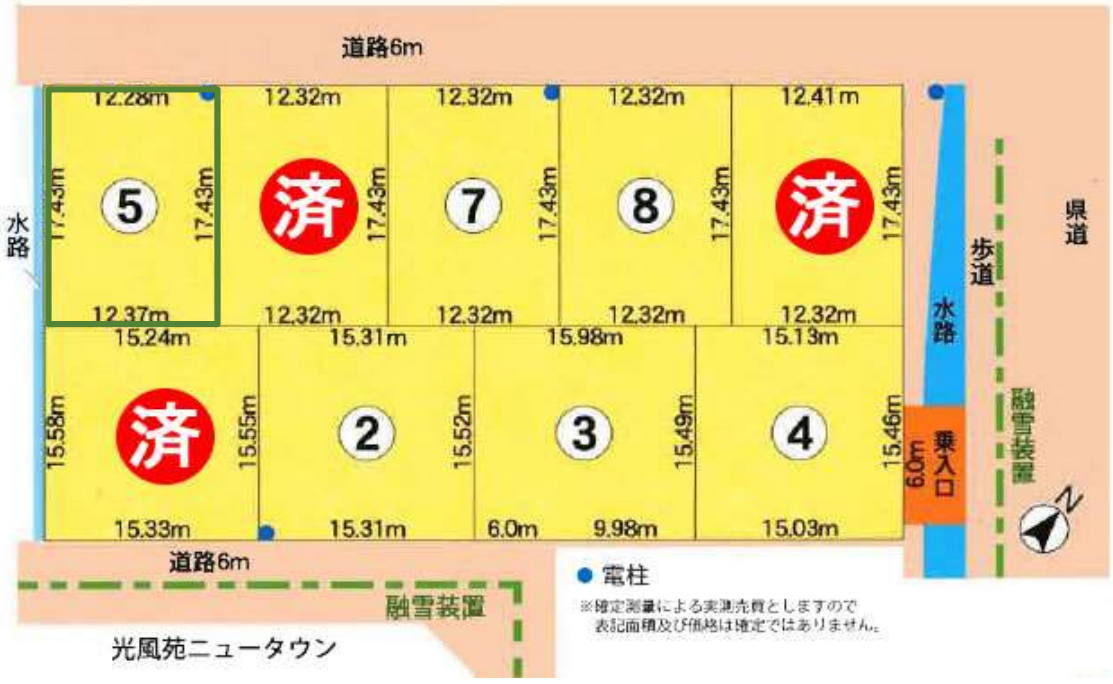 道路6m
12.28m
12.32m
12.32m
12.32m
12.41m
17.43m
⑤
17.43m
済
17.43m
⑦
17.43m
⑧
17.43m
済
17.43m
水路
歩道
県道
12.37m
12.32m
12.32m
12.32m
12.32m
水路
15.24m
15.31m
15.98m
15.13m
15.58m
済
15.55m
②
15.52m
③
15.49m
④
15.46m
6.0m
乗入口
融雪装置
N
15.33m
15.31m
6.0m
9.98m
15.03m
道路6m
融雪装置
光風苑ニュータウン
電柱
※確定測量による実測売買としますので
表記面積及び価格は確定ではありません。